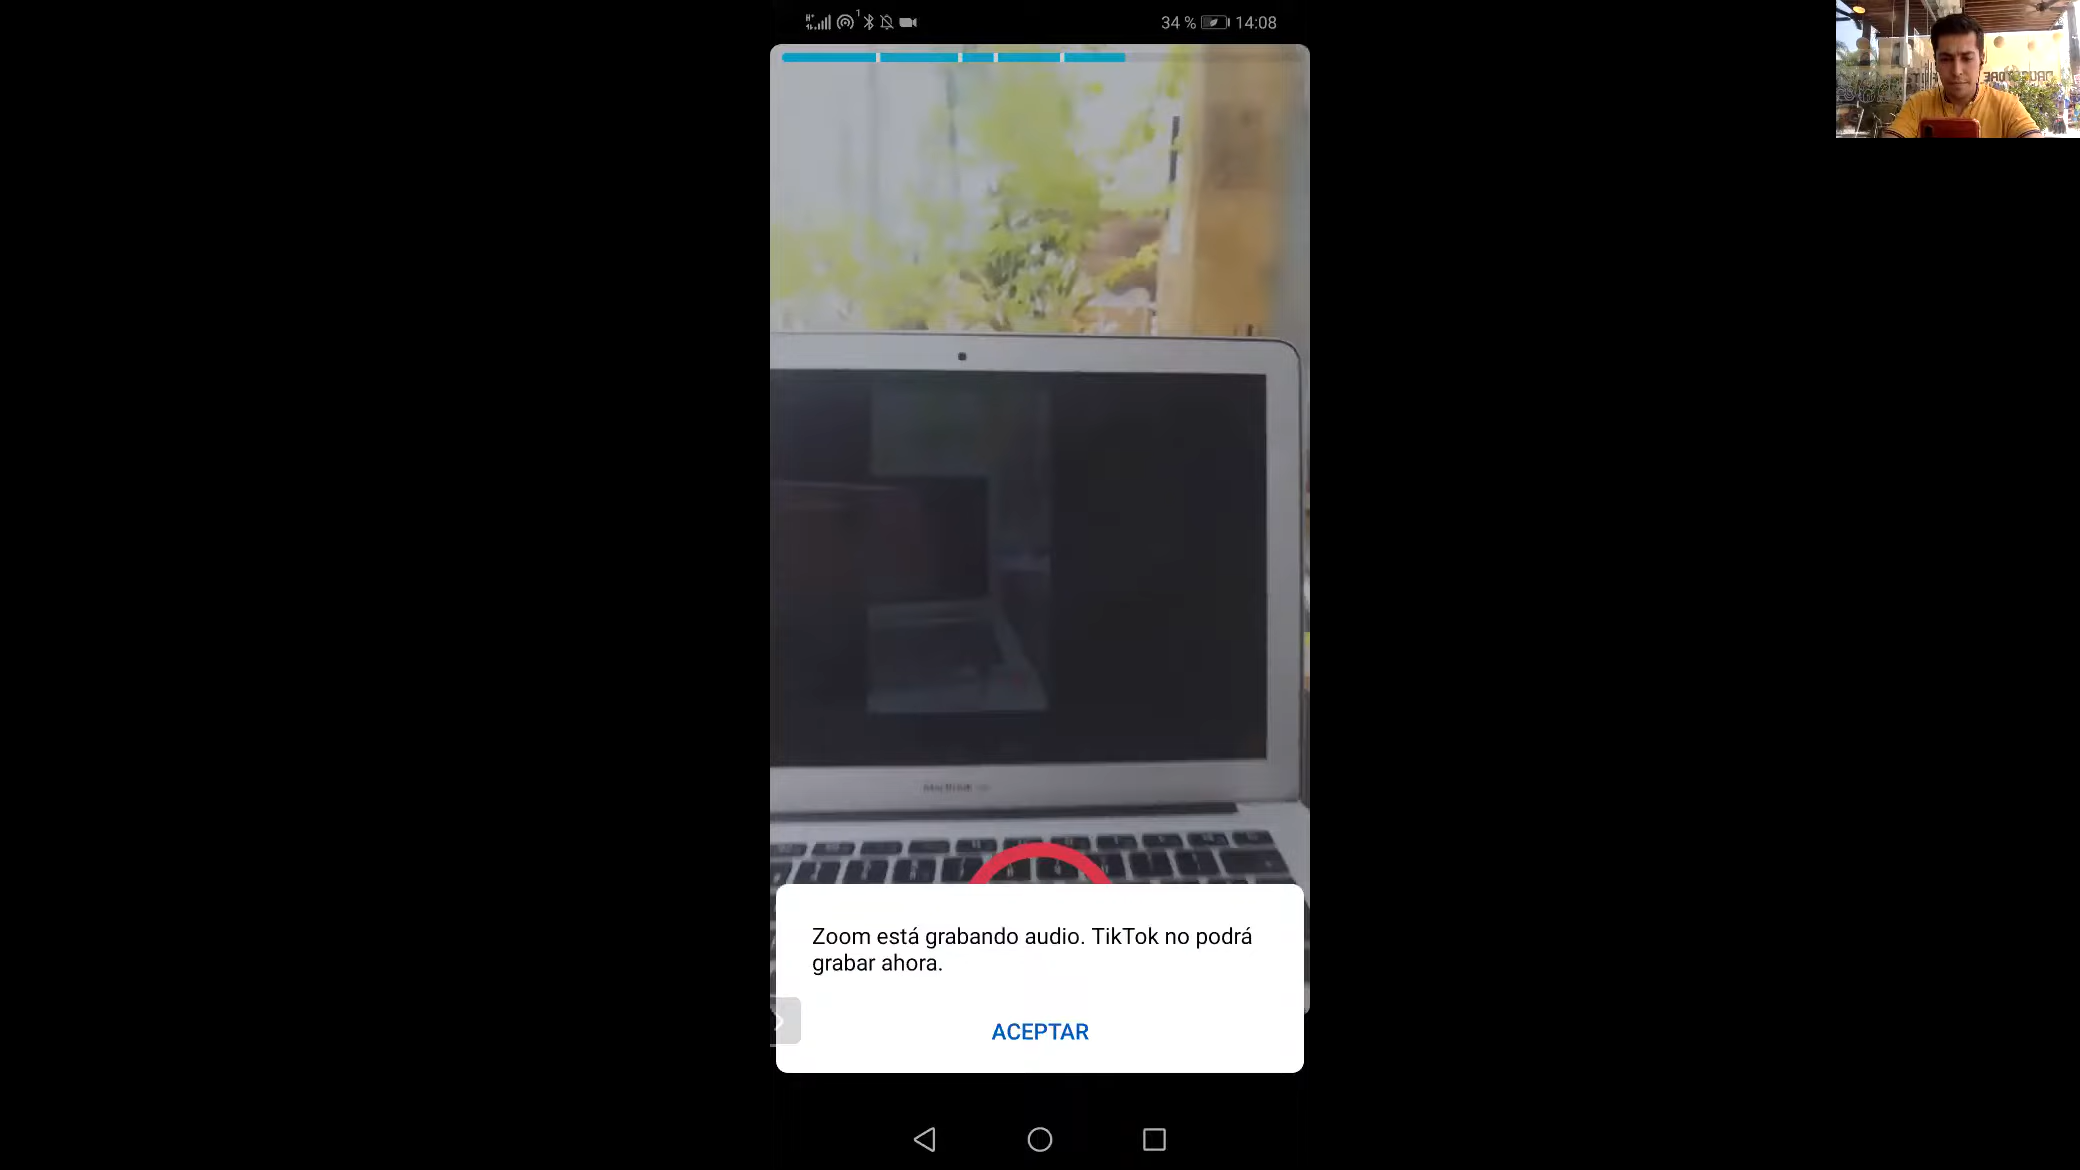 34 % 14:08
Zoom está grabando audio. TikTok no podrá
grabar ahora.
ACEPTAR